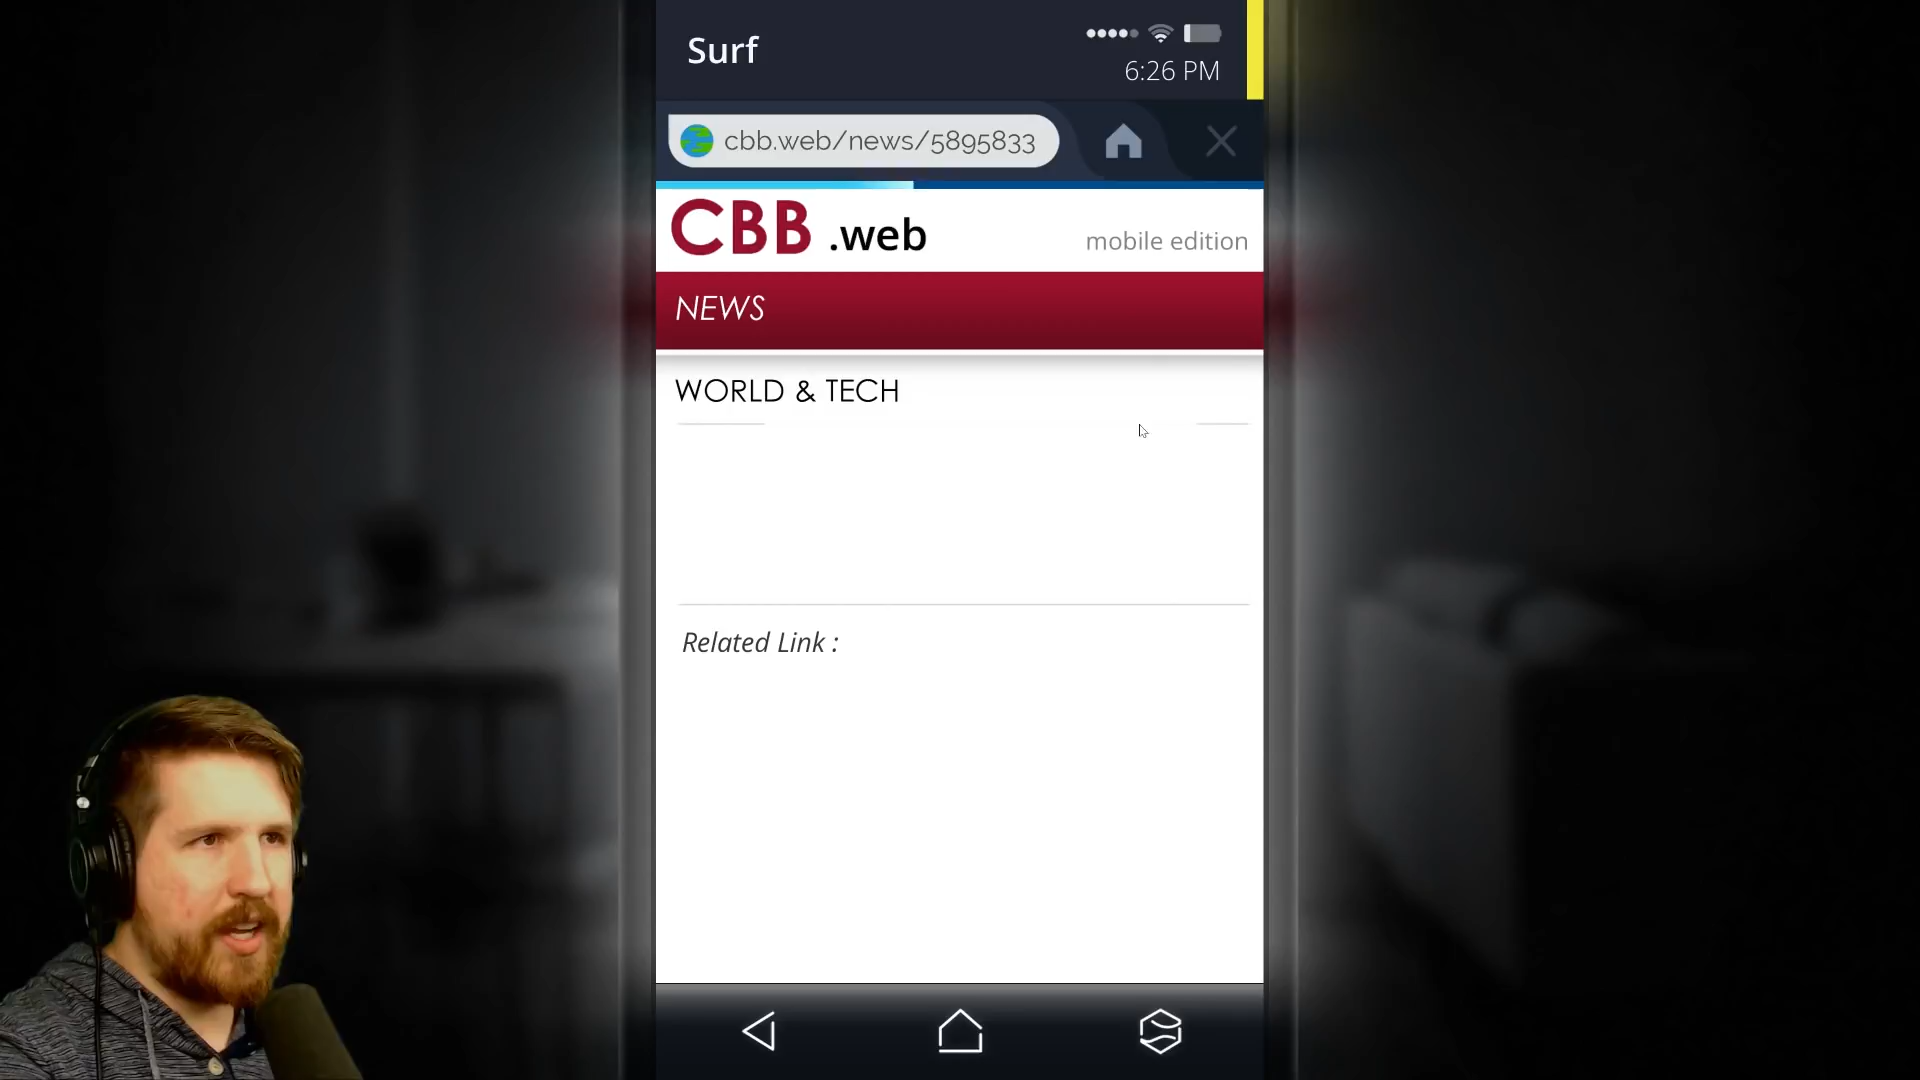 Surf
6:26 PM
cbb.web/news/5895833
CBB .web
mobile edition
NEWS
WORLD & TECH
Related Link :